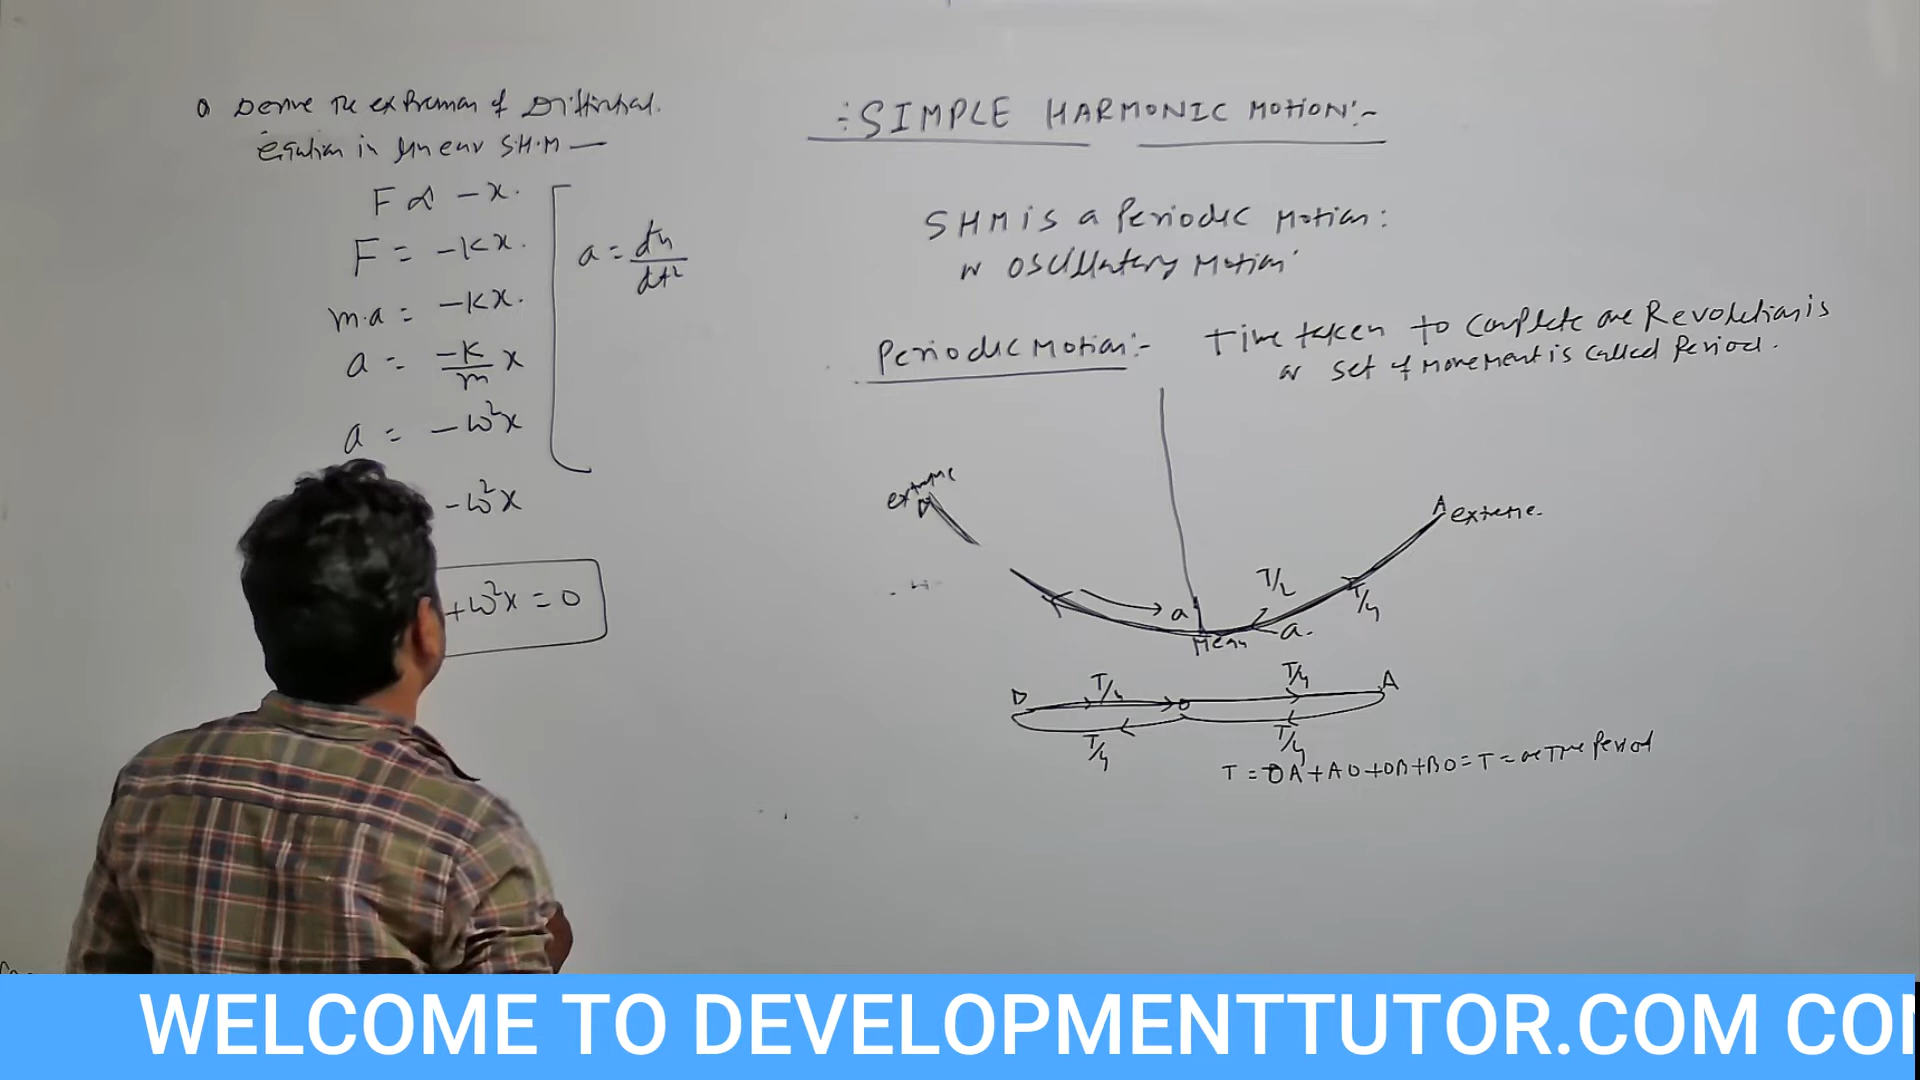 Q Derive The expression of Differential.
Equation in linear S.H.M —
F ∝ -x.
F = -Kx.
m.a = -Kx.
a = -K/m x
a = -ω²x
-ω²x
+ω²x = 0
a = dx/dt²
:-SIMPLE HARMONIC MOTION:-
SHM is a Periodic Motion:
or Oscillatory Motion
Periodic Motion:- Time taken to complete one Revolution is
or set of movement is called Period.
extreme
A extreme.
T/2
T/4
a
a.
Mean
T/4
T/4
A
O
T/4
T/4
T = OA + AO + OB + BO = T = one Time Period
WELCOME TO DEVELOPMENTTUTOR.COM CON